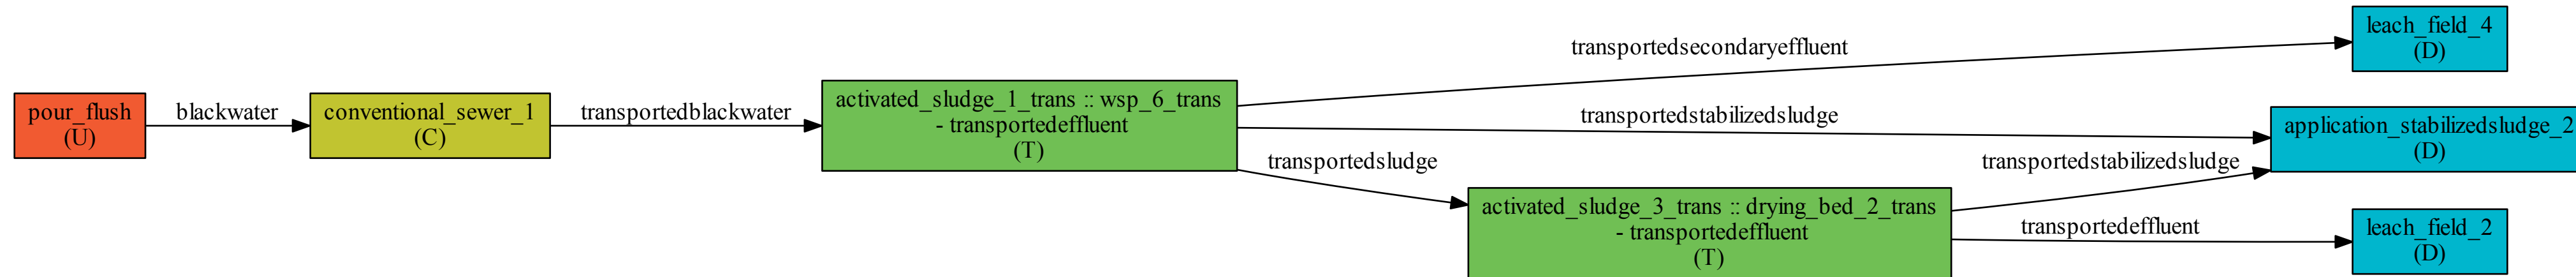 pour_flush
(U)
blackwater
conventional_sewer_1
(C)
transportedblackwater
activated_sludge_1_trans :: wsp_6_trans
- transportedeffluent
(T)
transportedsecondaryeffluent
transportedstabilizedsludge
transportedsludge
activated_sludge_3_trans :: drying_bed_2_trans
- transportedeffluent
(T)
transportedstabilizedsludge
transportedeffluent
leach_field_4
(D)
application_stabilizedsludge_2
(D)
leach_field_2
(D)